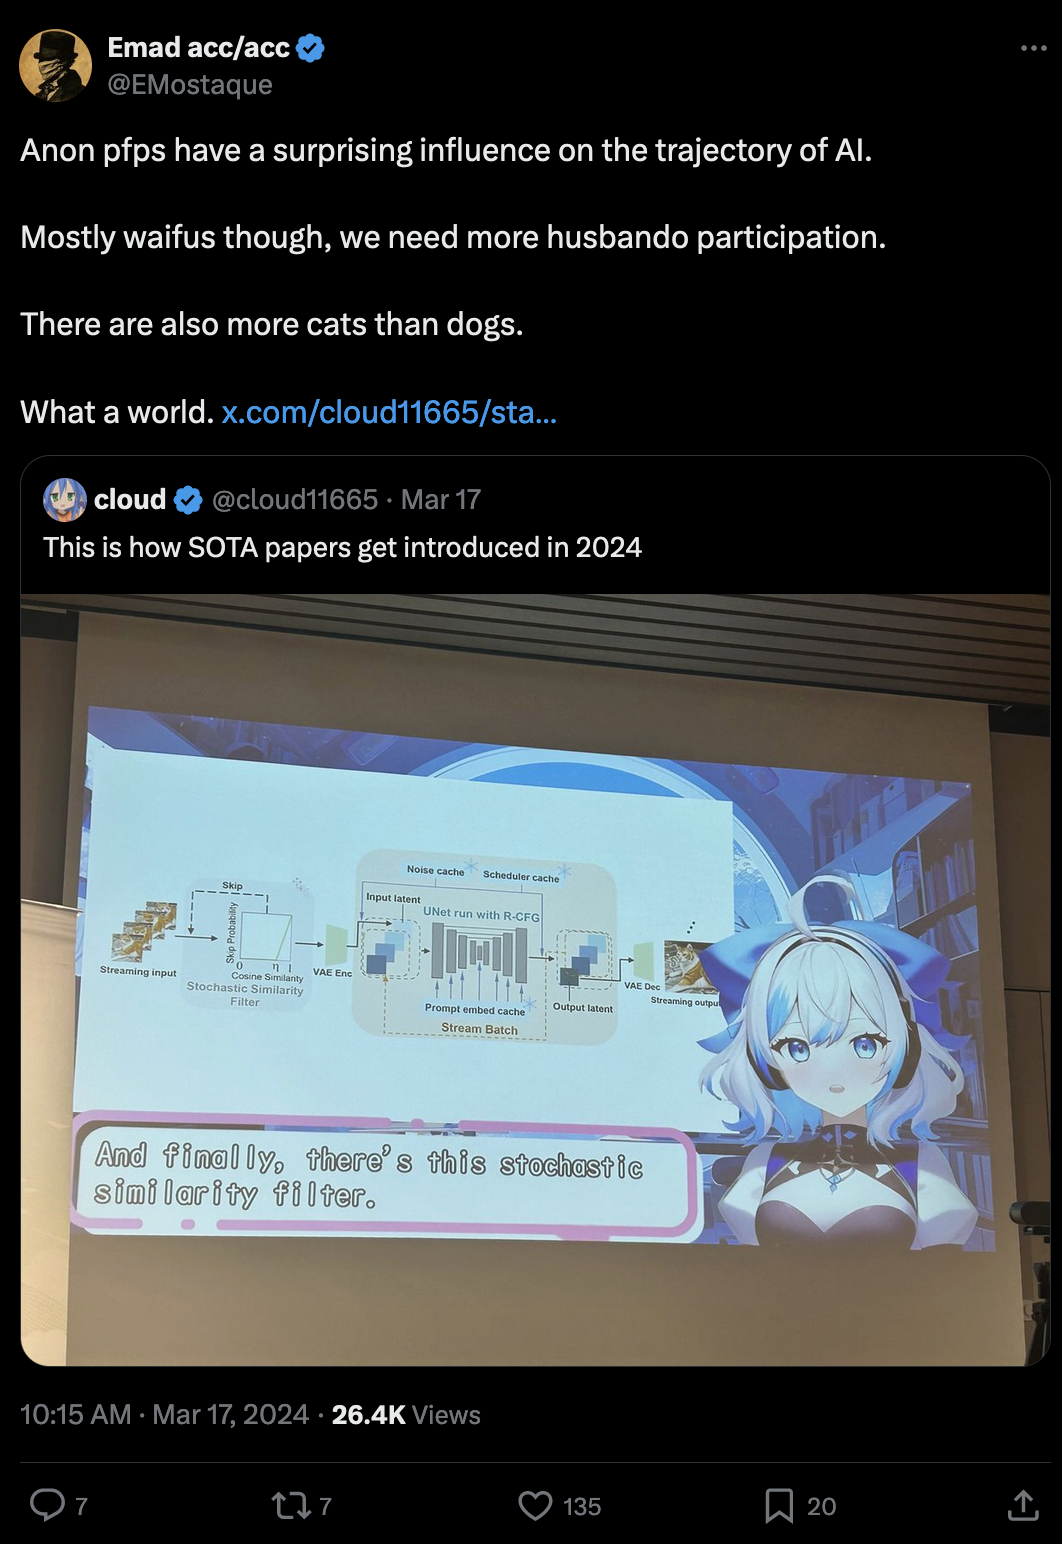 Emad acc/acc
@EMostaque
Anon pfps have a surprising influence on the trajectory of AI.
Mostly waifus though, we need more husbando participation.
There are also more cats than dogs.
What a world. x.com/cloud11665/sta...
cloud @cloud11665 · Mar 17
This is how SOTA papers get introduced in 2024
Noise cache
Scheduler cache
Skip
Input latent
UNet run with R-CFG
Skip Probability
Streaming input
0 η 1
Cosine Similarity
VAE Enc
Stochastic Similarity
Filter
Prompt embed cache
Output latent
VAE Dec
Streaming outpu
Stream Batch
And finally, there's this stochastic
similarity filter.
10:15 AM · Mar 17, 2024 · 26.4K Views
7
7
135
20